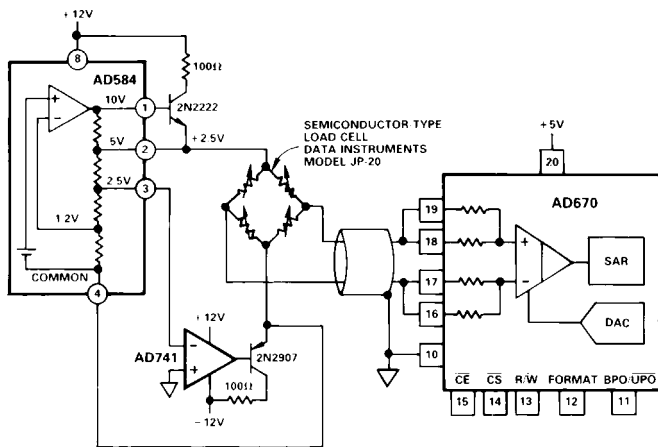 +12V
8
AD584
100Ω
10V
1
2N2222
5V
2
+2.5V
2.5V
3
1.2V
COMMON
4
SEMICONDUCTOR TYPE
LOAD CELL
DATA INSTRUMENTS
MODEL JP-20
+12V
AD741
2N2907
100Ω
-12V
+5V
20
AD670
19
18
17
16
10
SAR
DAC
CE CS R/W FORMAT BPO/UPO
15 14 13 12 11
+
-
-
+
+
-